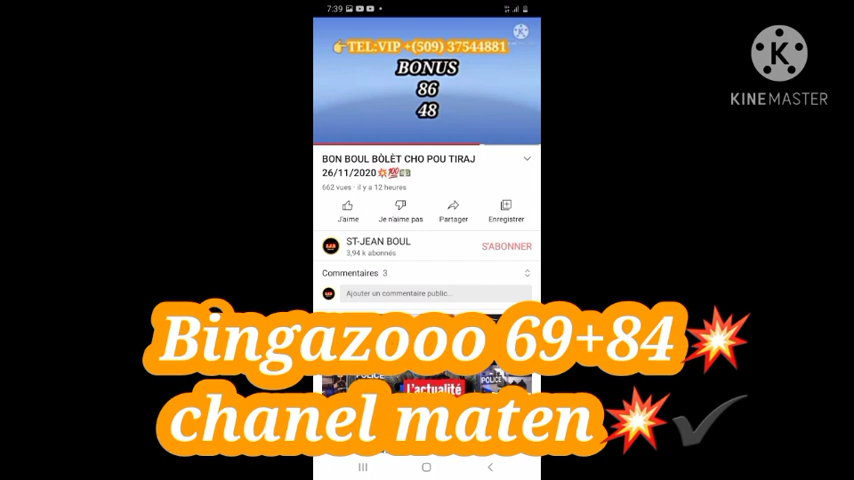 7:39
👉TEL:VIP +(509) 37544881
BONUS
86
48
KINEMASTER
BON BOUL BÒLÈT CHO POU TIRAJ
26/11/2020💥💯💵
662 vues · il y a 12 heures
J'aime
Je n'aime pas
Partager
Enregistrer
ST-JEAN BOUL
S'ABONNER
3,94 k abonnés
Commentaires 3
Ajouter un commentaire public...
Bingazooo 69+84💥
POLICE
POLICE
l'actualité
chanel maten💥✔